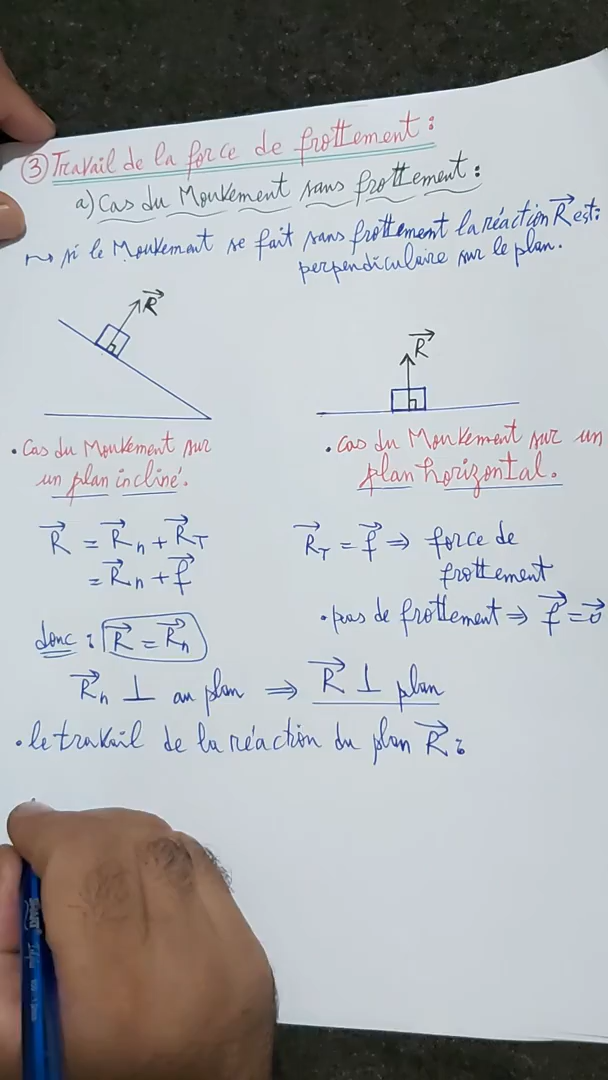 ③ Travail de la force de frottement :
a) Cas du Mouvement sans frottement :
↝ si le Mouvement se fait sans frottement la réaction R⃗ est :
perpendiculaire sur le plan.
R⃗
R⃗
• Cas du Mouvement sur
un plan incliné.
• Cas du Mouvement sur un
plan horizontal.
R⃗ = R⃗n + R⃗T
= R⃗n + f⃗
R⃗T = f⃗ ⇒ force de
frottement
• pas de frottement ⇒ f⃗ = 0⃗
donc : R⃗ = R⃗n
R⃗n ⊥ au plan ⇒ R⃗ ⊥ plan
• le travail de la réaction du plan R⃗ :